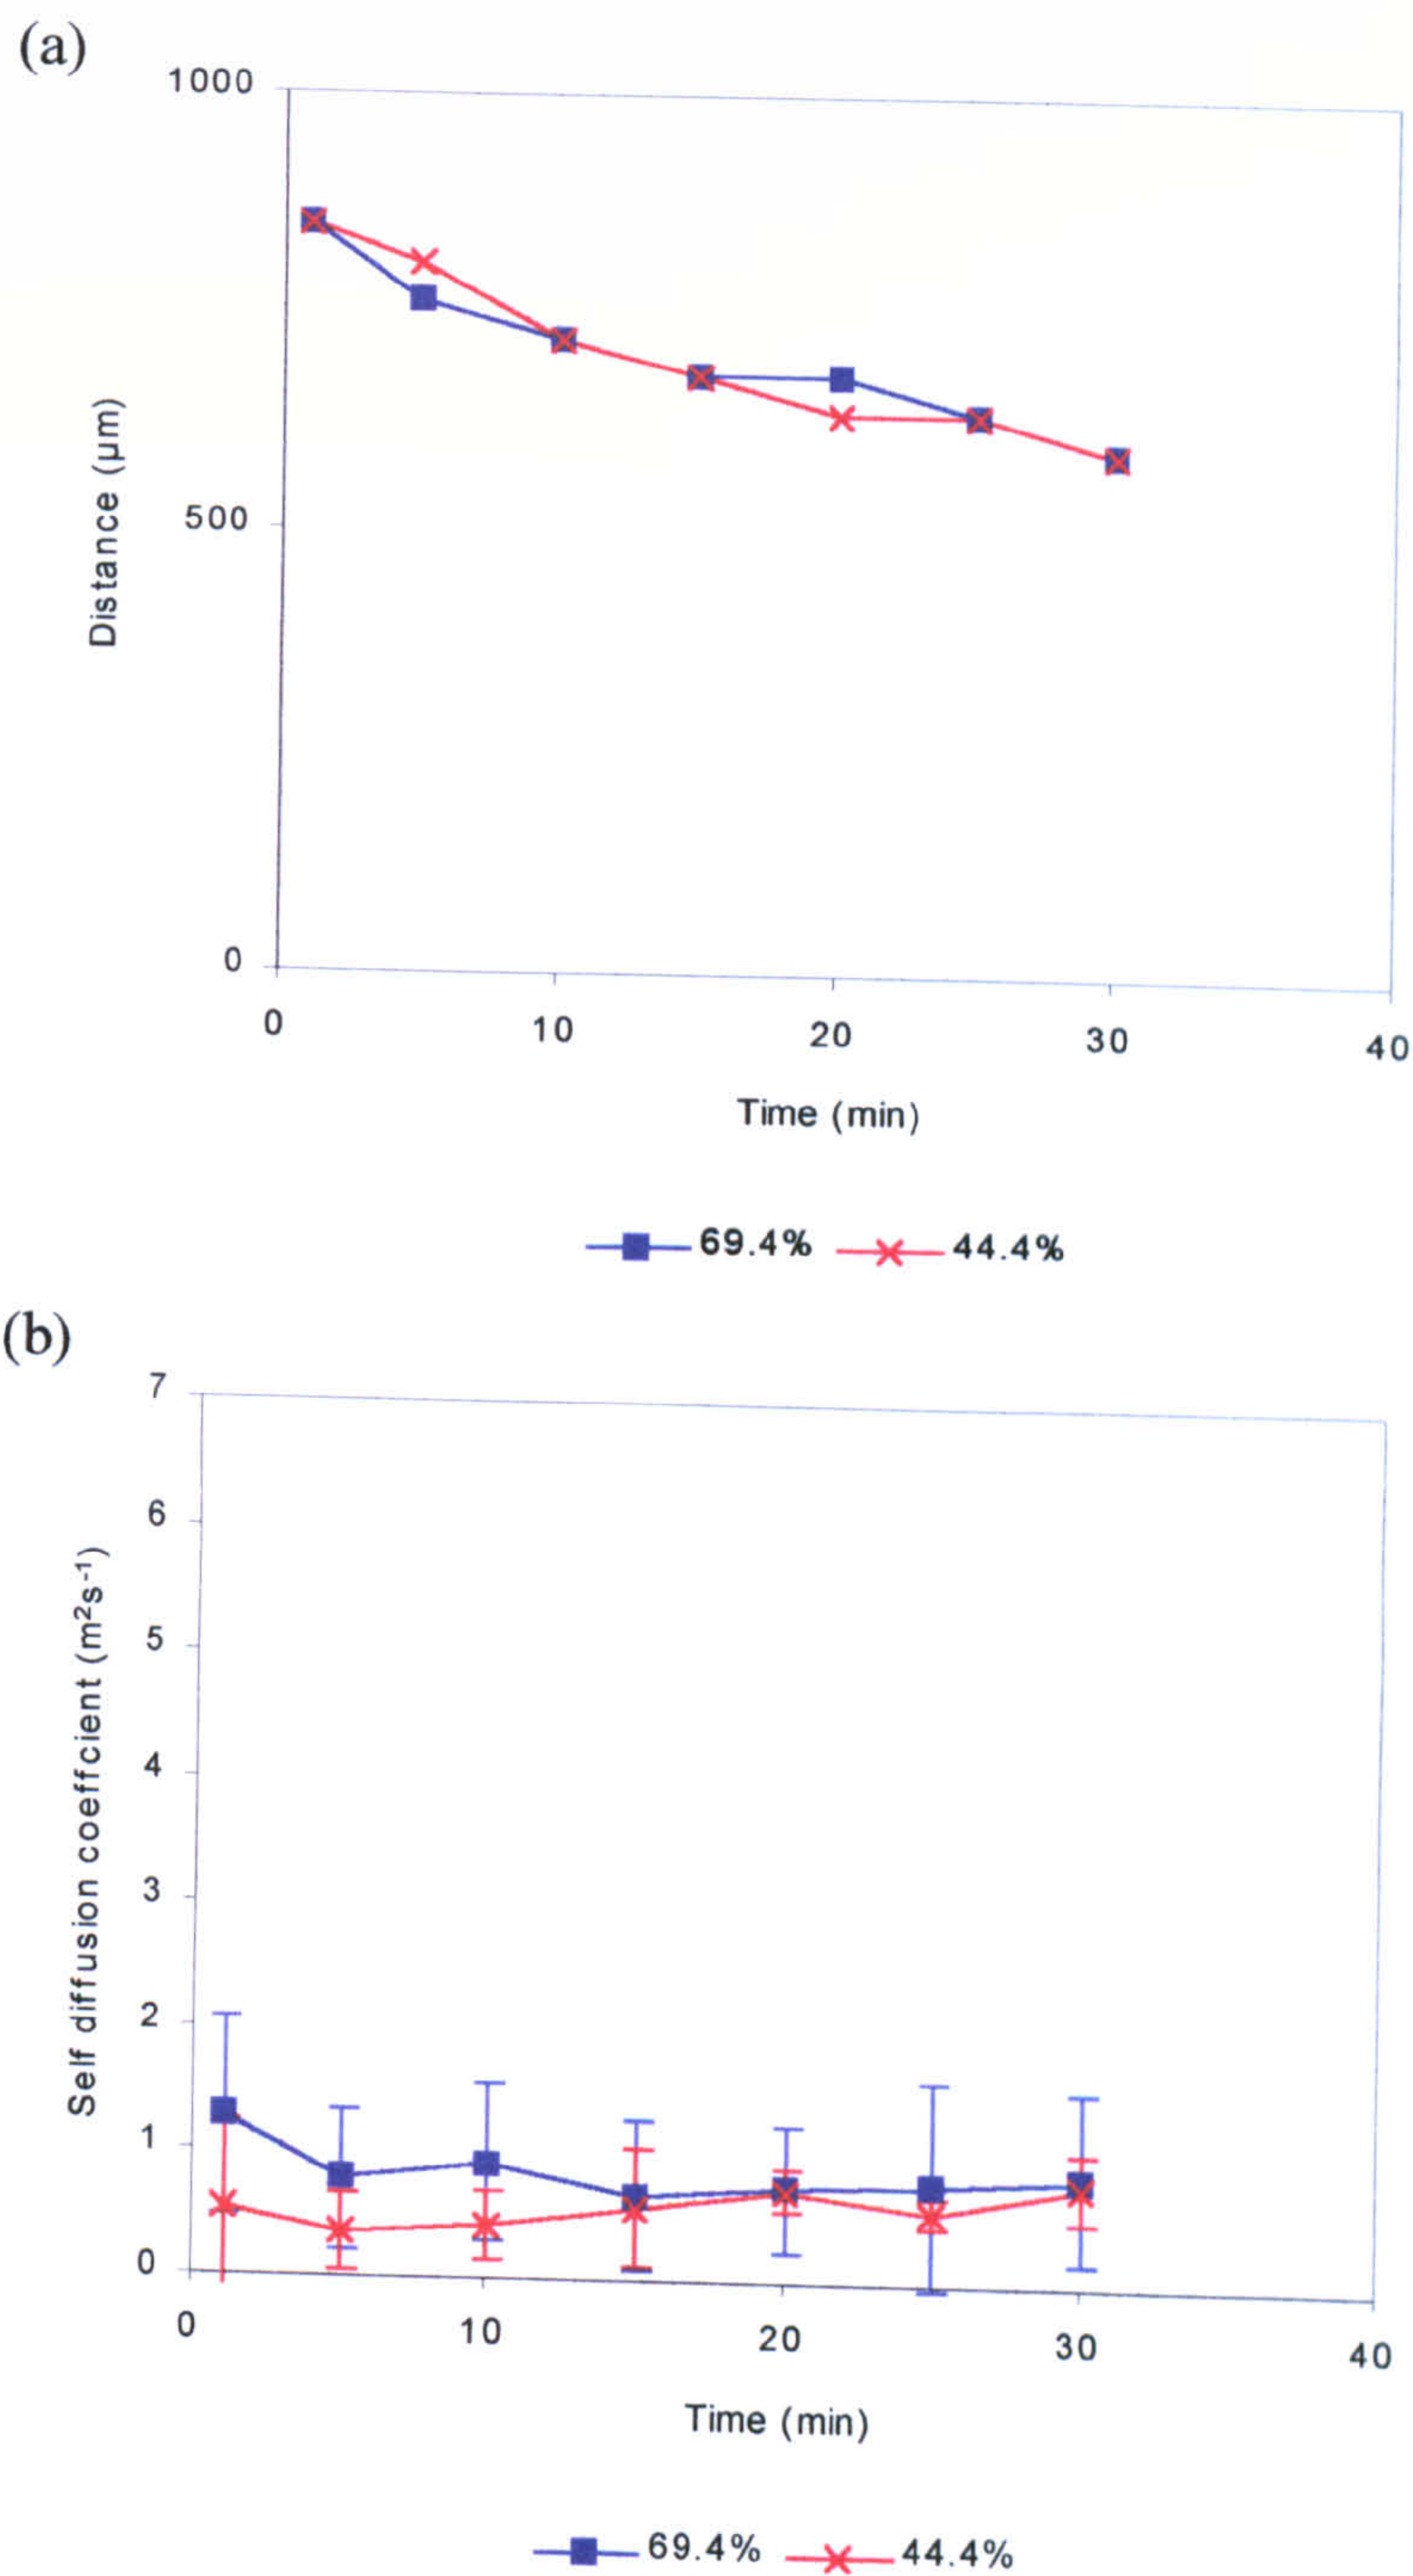 (a)
1000
500
0
Distance (µm)
0 10 20 30 40
Time (min)
69.4% 44.4%
(b)
7
6
5
4
3
2
1
0
Self diffusion coeffcient (m²s⁻¹)
0 10 20 30 40
Time (min)
69.4% 44.4%